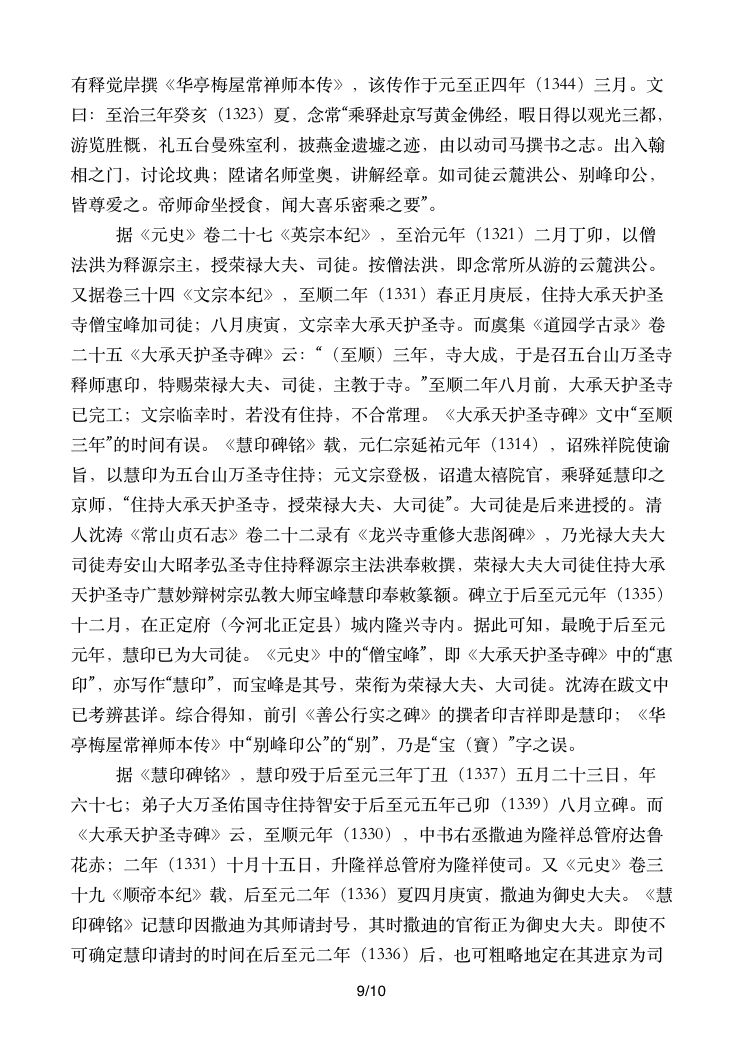 有释觉岸撰《华亭梅屋常禅师本传》，该传作于元至正四年（1344）三月。文
曰：至治三年癸亥（1323）夏，念常“乘驿赴京写黄金佛经，暇日得以观光三都，
游览胜概，礼五台曼殊室利，披燕金遗墟之迹，由以动司马撰书之志。出入翰
相之门，讨论坟典；陞诸名师堂奥，讲解经章。如司徒云麓洪公、别峰印公，
皆尊爱之。帝师命坐授食，闻大喜乐密乘之要”。
据《元史》卷二十七《英宗本纪》，至治元年（1321）二月丁卯，以僧
法洪为释源宗主，授荣禄大夫、司徒。按僧法洪，即念常所从游的云麓洪公。
又据卷三十四《文宗本纪》，至顺二年（1331）春正月庚辰，住持大承天护圣
寺僧宝峰加司徒；八月庚寅，文宗幸大承天护圣寺。而虞集《道园学古录》卷
二十五《大承天护圣寺碑》云：“（至顺）三年，寺大成，于是召五台山万圣寺
释师惠印，特赐荣禄大夫、司徒，主教于寺。”至顺二年八月前，大承天护圣寺
已完工；文宗临幸时，若没有住持，不合常理。《大承天护圣寺碑》文中“至顺
三年”的时间有误。《慧印碑铭》载，元仁宗延祐元年（1314），诏殊祥院使谕
旨，以慧印为五台山万圣寺住持；元文宗登极，诏遣太禧院官，乘驿延慧印之
京师，“住持大承天护圣寺，授荣禄大夫、大司徒”。大司徒是后来进授的。清
人沈涛《常山贞石志》卷二十二录有《龙兴寺重修大悲阁碑》，乃光禄大夫大
司徒寿安山大昭孝弘圣寺住持释源宗主法洪奉敕撰，荣禄大夫大司徒住持大承
天护圣寺广慧妙辩树宗弘教大师宝峰慧印奉敕篆额。碑立于后至元元年（1335）
十二月，在正定府（今河北正定县）城内隆兴寺内。据此可知，最晚于后至元
元年，慧印已为大司徒。《元史》中的“僧宝峰”，即《大承天护圣寺碑》中的“惠
印”，亦写作“慧印”，而宝峰是其号，荣衔为荣禄大夫、大司徒。沈涛在跋文中
已考辨甚详。综合得知，前引《善公行实之碑》的撰者印吉祥即是慧印；《华
亭梅屋常禅师本传》中“别峰印公”的“别”，乃是“宝（寶）”字之误。
据《慧印碑铭》，慧印殁于后至元三年丁丑（1337）五月二十三日，年
六十七；弟子大万圣佑国寺住持智安于后至元五年己卯（1339）八月立碑。而
《大承天护圣寺碑》云，至顺元年（1330），中书右丞撒迪为隆祥总管府达鲁
花赤；二年（1331）十月十五日，升隆祥总管府为隆祥使司。又《元史》卷三
十九《顺帝本纪》载，后至元二年（1336）夏四月庚寅，撒迪为御史大夫。《慧
印碑铭》记慧印因撒迪为其师请封号，其时撒迪的官衔正为御史大夫。即使不
可确定慧印请封的时间在后至元二年（1336）后，也可粗略地定在其进京为司
9/10